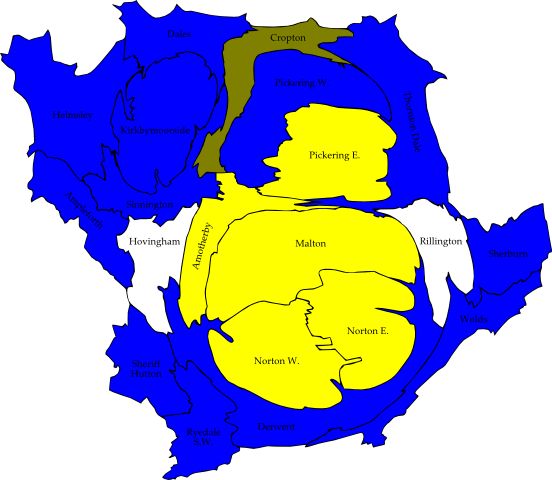 Dales
Cropton
Pickering W.
Helmsley
Thornton Dale
Kirkbymoorside
Pickering E.
Sinnington
Ampleforth
Hovingham
Amotherby
Malton
Rillington
Sherburn
Wolds
Norton E.
Norton W.
Sheriff
Hutton
Derwent
Ryedale
S.W.